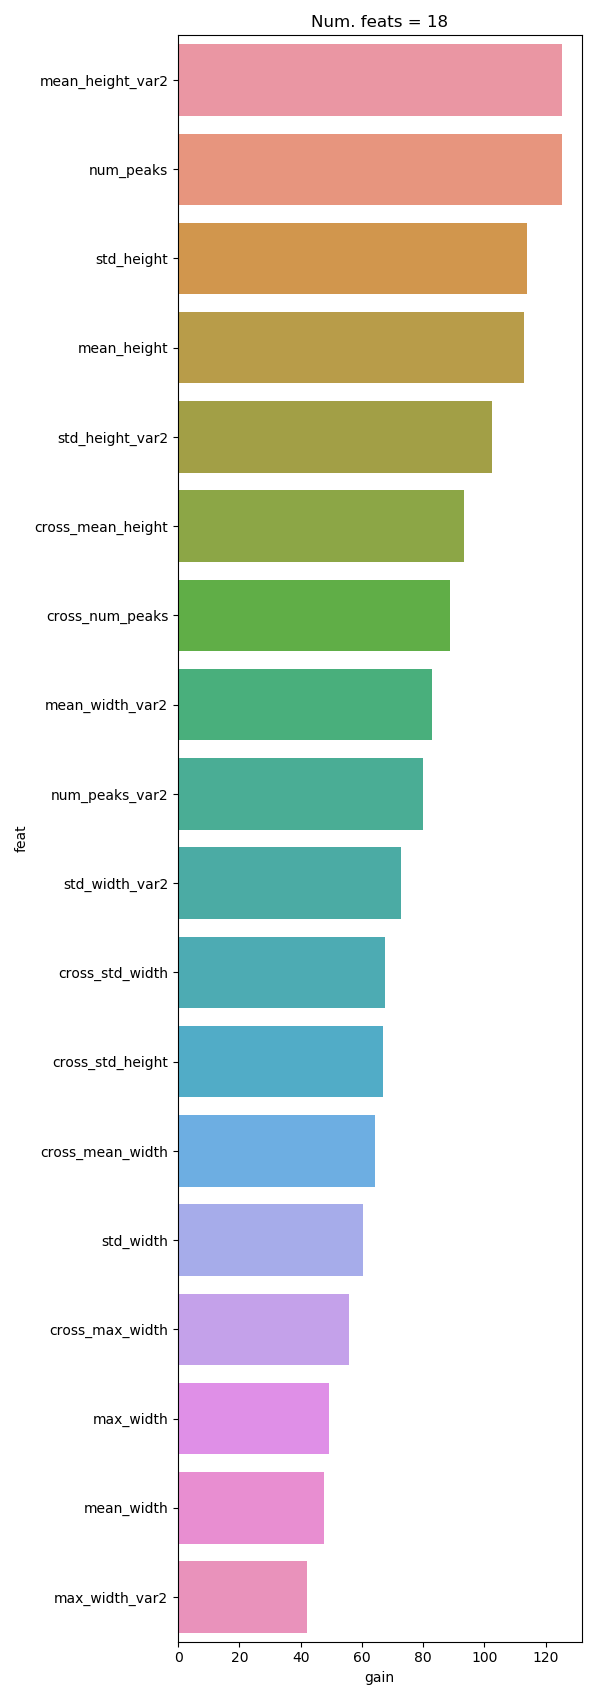 Num. feats = 18
mean_height_var2
num_peaks
std_height
mean_height
std_height_var2
cross_mean_height
cross_num_peaks
mean_width_var2
num_peaks_var2
feat
std_width_var2
cross_std_width
cross_std_height
cross_mean_width
std_width
cross_max_width
max_width
mean_width
max_width_var2
0 20 40 60 80 100 120
gain